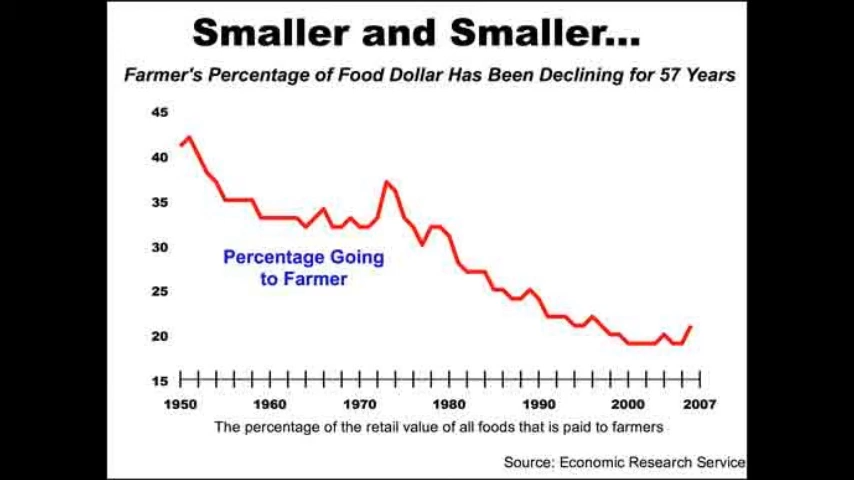 Smaller and Smaller...
Farmer's Percentage of Food Dollar Has Been Declining for 57 Years
45
40
35
30
25
20
15
Percentage Going
to Farmer
1950 1960 1970 1980 1990 2000 2007
The percentage of the retail value of all foods that is paid to farmers
Source: Economic Research Service